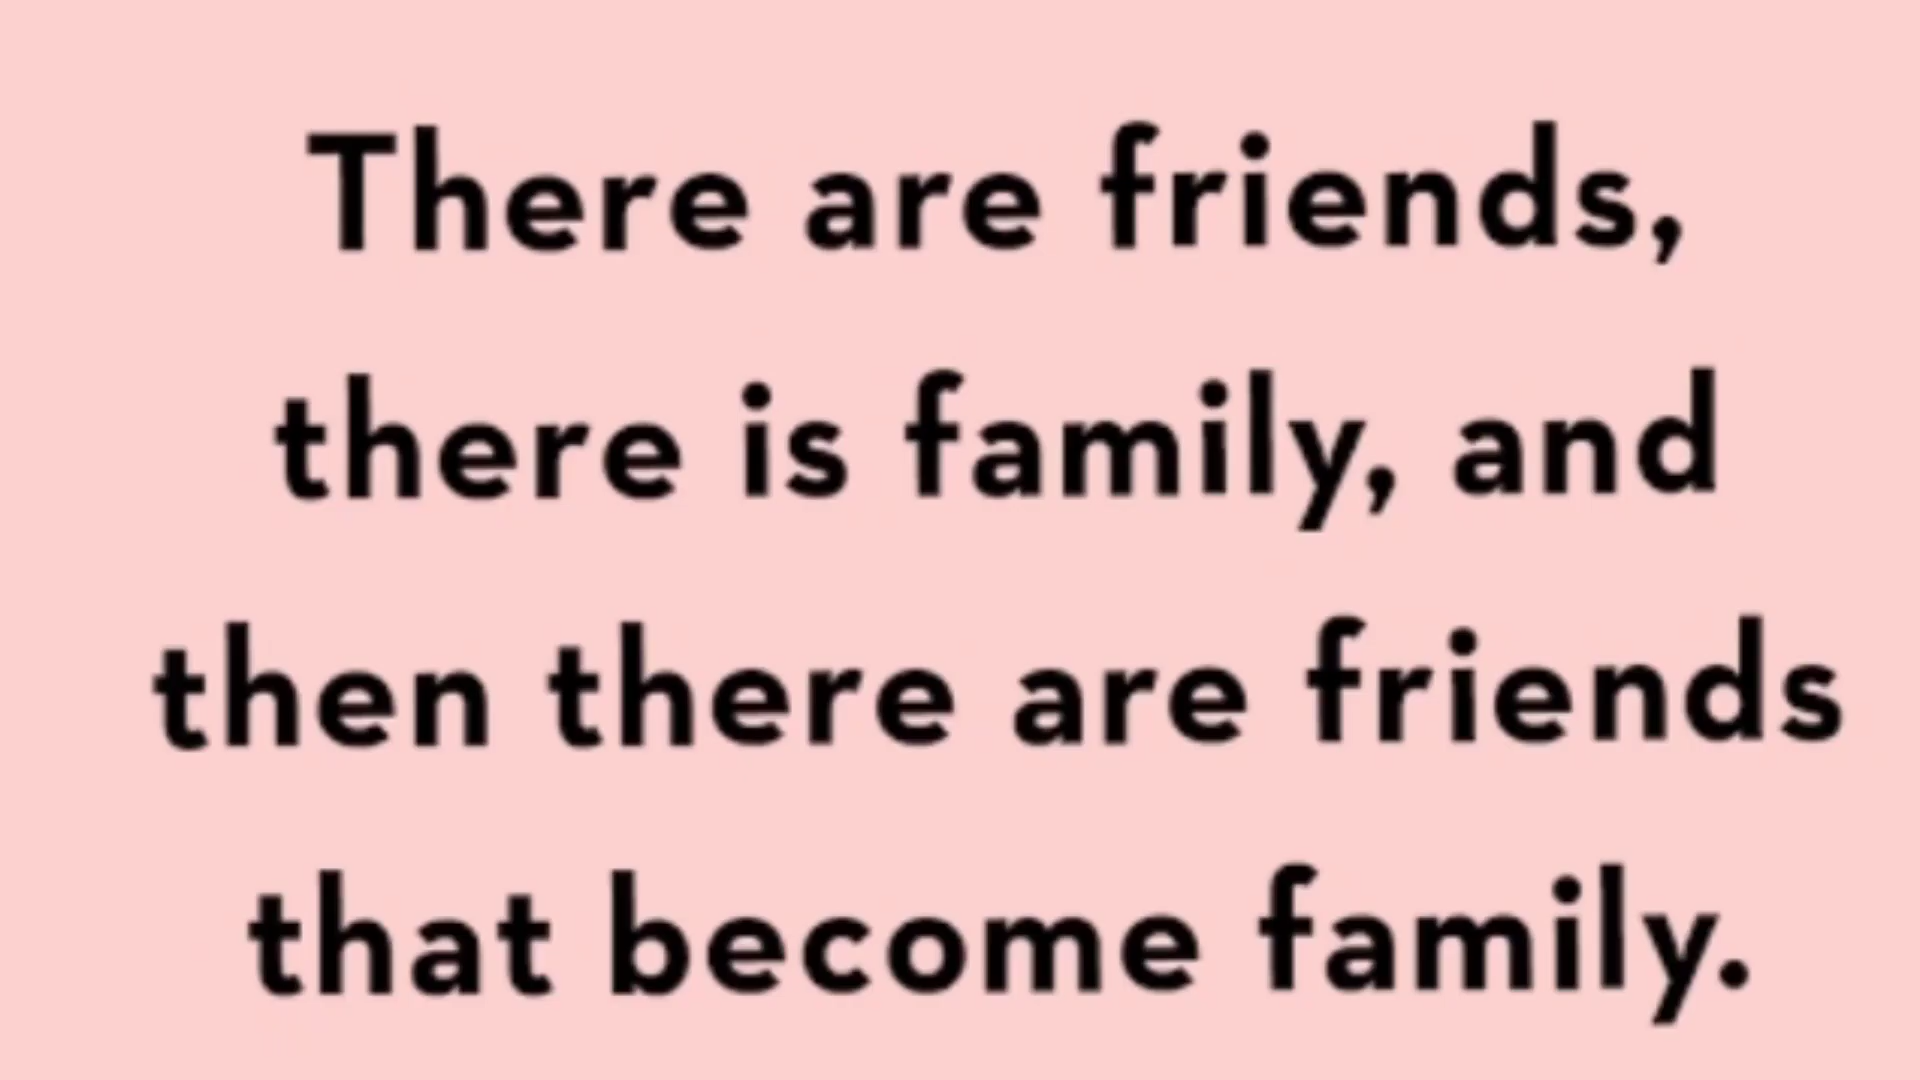 There are friends,
there is family, and
then there are friends
that become family.